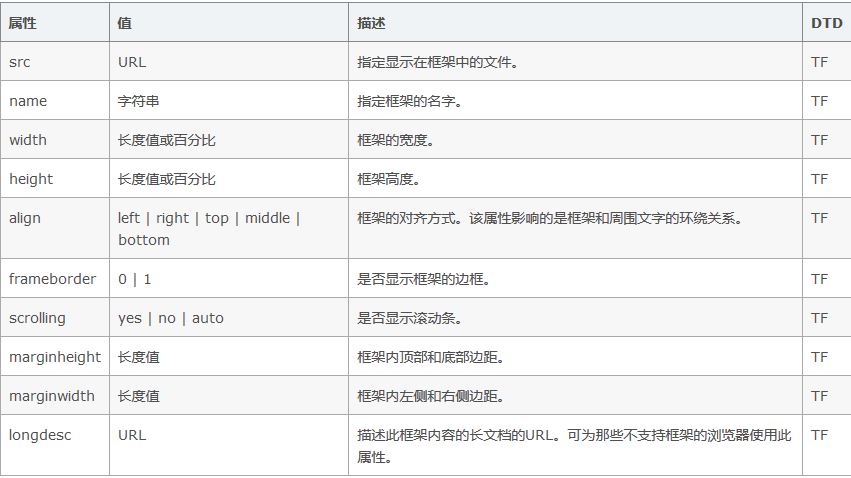 属性 值 描述 DTD
src URL 指定显示在框架中的文件。 TF
name 字符串 指定框架的名字。 TF
width 长度值或百分比 框架的宽度。 TF
height 长度值或百分比 框架高度。 TF
align left | right | top | middle | 框架的对齐方式。该属性影响的是框架和周围文字的环绕关系。 TF
bottom
frameborder 0 | 1 是否显示框架的边框。 TF
scrolling yes | no | auto 是否显示滚动条。 TF
marginheight 长度值 框架内顶部和底部边距。 TF
marginwidth 长度值 框架内左侧和右侧边距。 TF
longdesc URL 描述此框架内容的长文档的URL。可为那些不支持框架的浏览器使用此 TF
属性。